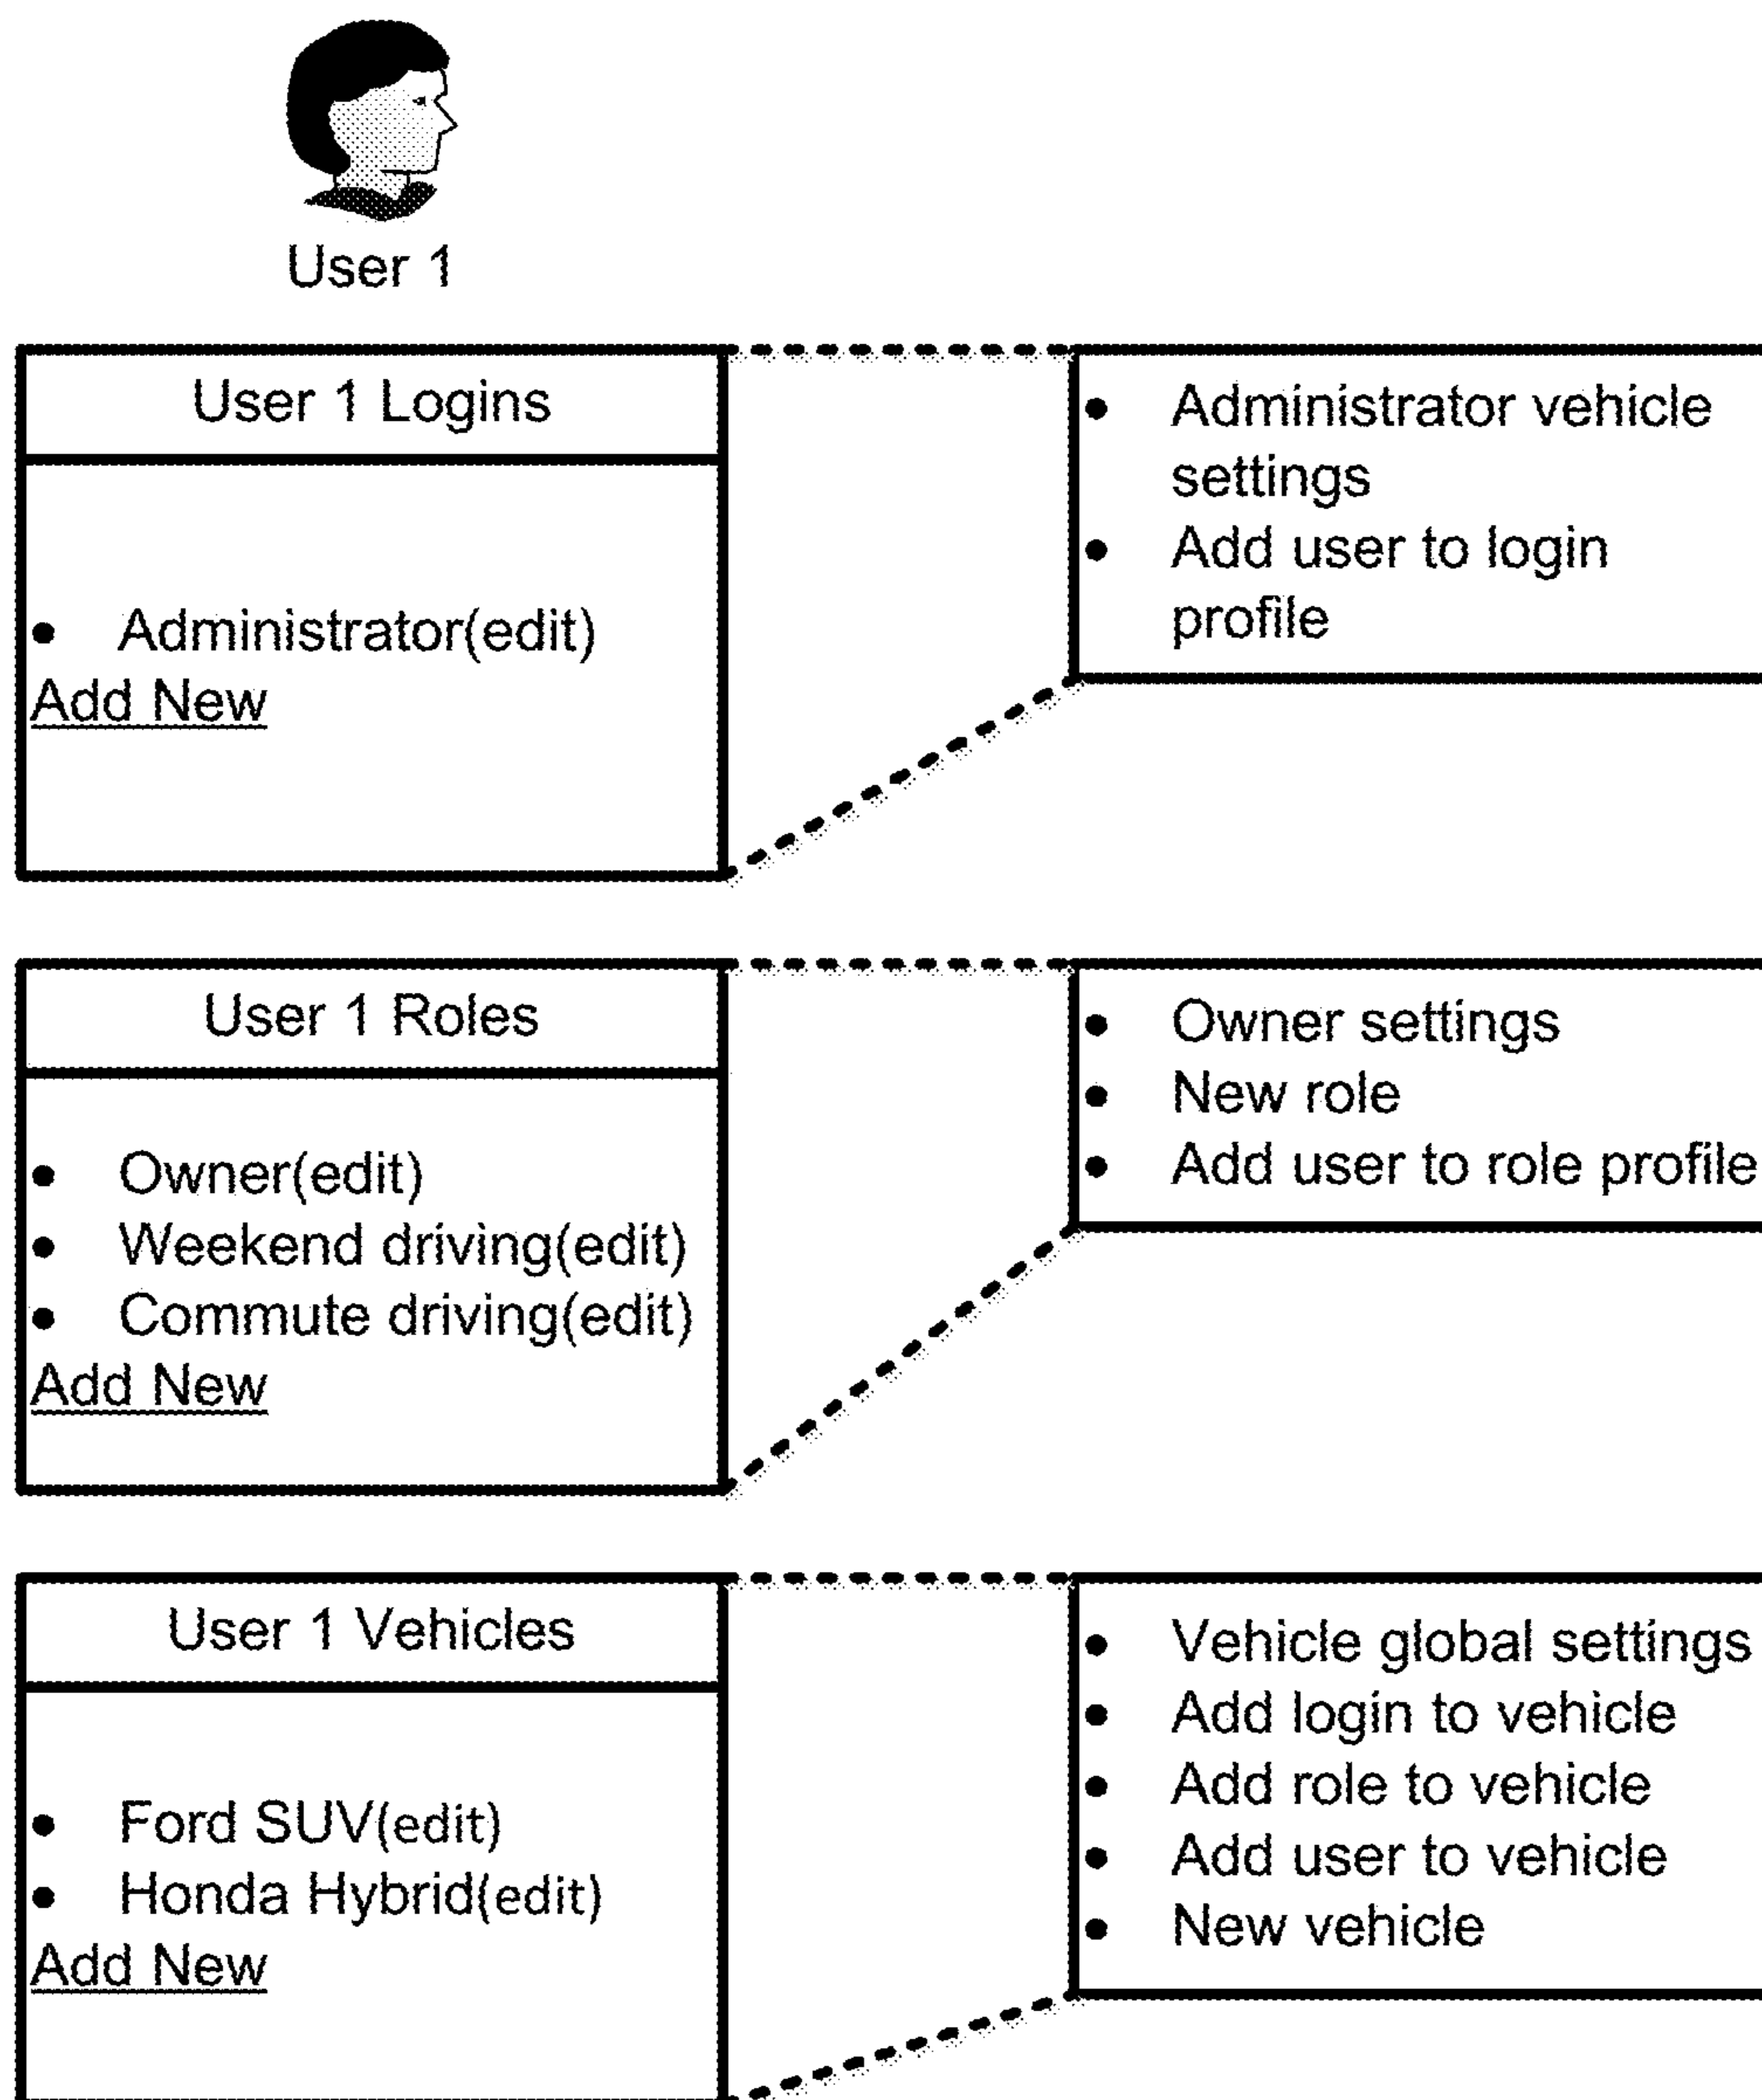 User 1
User 1 Logins
• Administrator(edit)
Add New
• Administrator vehicle
settings
• Add user to login
profile
User 1 Roles
• Owner(edit)
• Weekend driving(edit)
• Commute driving(edit)
Add New
• Owner settings
• New role
• Add user to role profile
User 1 Vehicles
• Ford SUV(edit)
• Honda Hybrid(edit)
Add New
• Vehicle global settings
• Add login to vehicle
• Add role to vehicle
• Add user to vehicle
• New vehicle